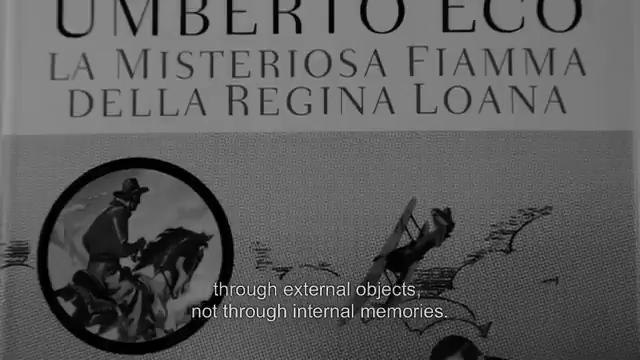 UMBERTO ECO
LA MISTERIOSA FIAMMA
DELLA REGINA LOANA
through external objects,
not through internal memories.